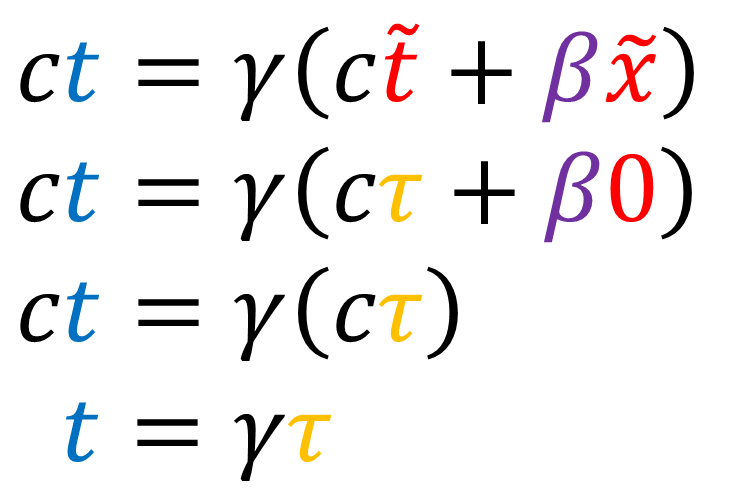 ct = γ(ct̃ + βx̃)
ct = γ(cτ + β0)
ct = γ(cτ)
t = γτ